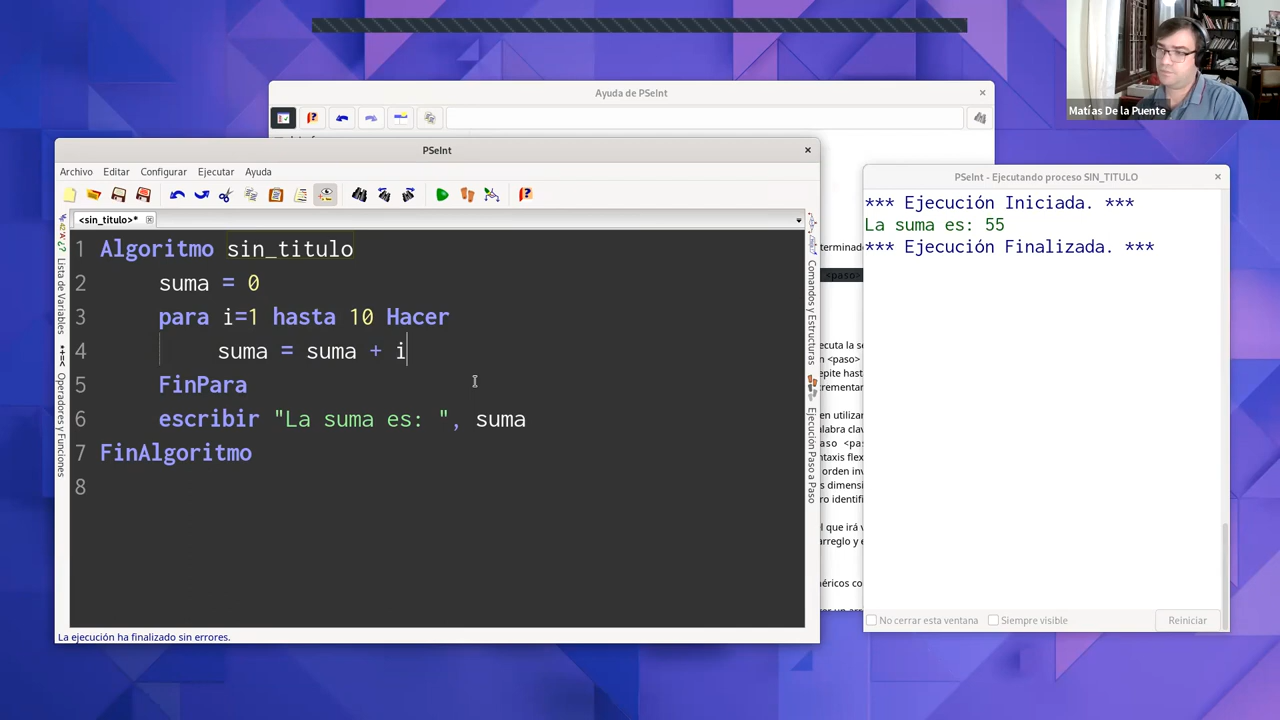 Matías De la Puente
Ayuda de PSeInt
PSeInt
Archivo Editar Configurar Ejecutar Ayuda
<sin_titulo>*
Lista de Variables
Operadores y Funciones
1 Algoritmo sin_titulo
2 suma = 0
3 para i=1 hasta 10 Hacer
4 suma = suma + i
5 FinPara
6 escribir "La suma es: ", suma
7 FinAlgoritmo
8
La ejecución ha finalizado sin errores.
Comandos y Estructuras
Ejecución Paso a Paso
PSeInt - Ejecutando proceso SIN_TITULO
*** Ejecución Iniciada. ***
La suma es: 55
*** Ejecución Finalizada. ***
No cerrar esta ventana Siempre visible Reiniciar